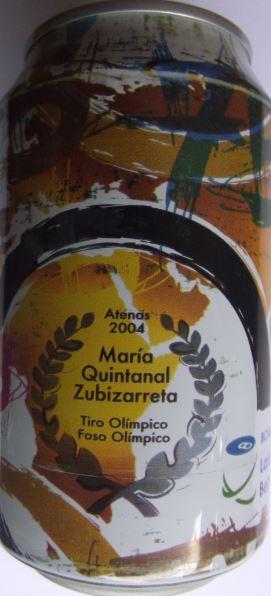 Atenas
2004
María
Quintanal
Zubizarreta
Tiro Olímpico
Foso Olímpico